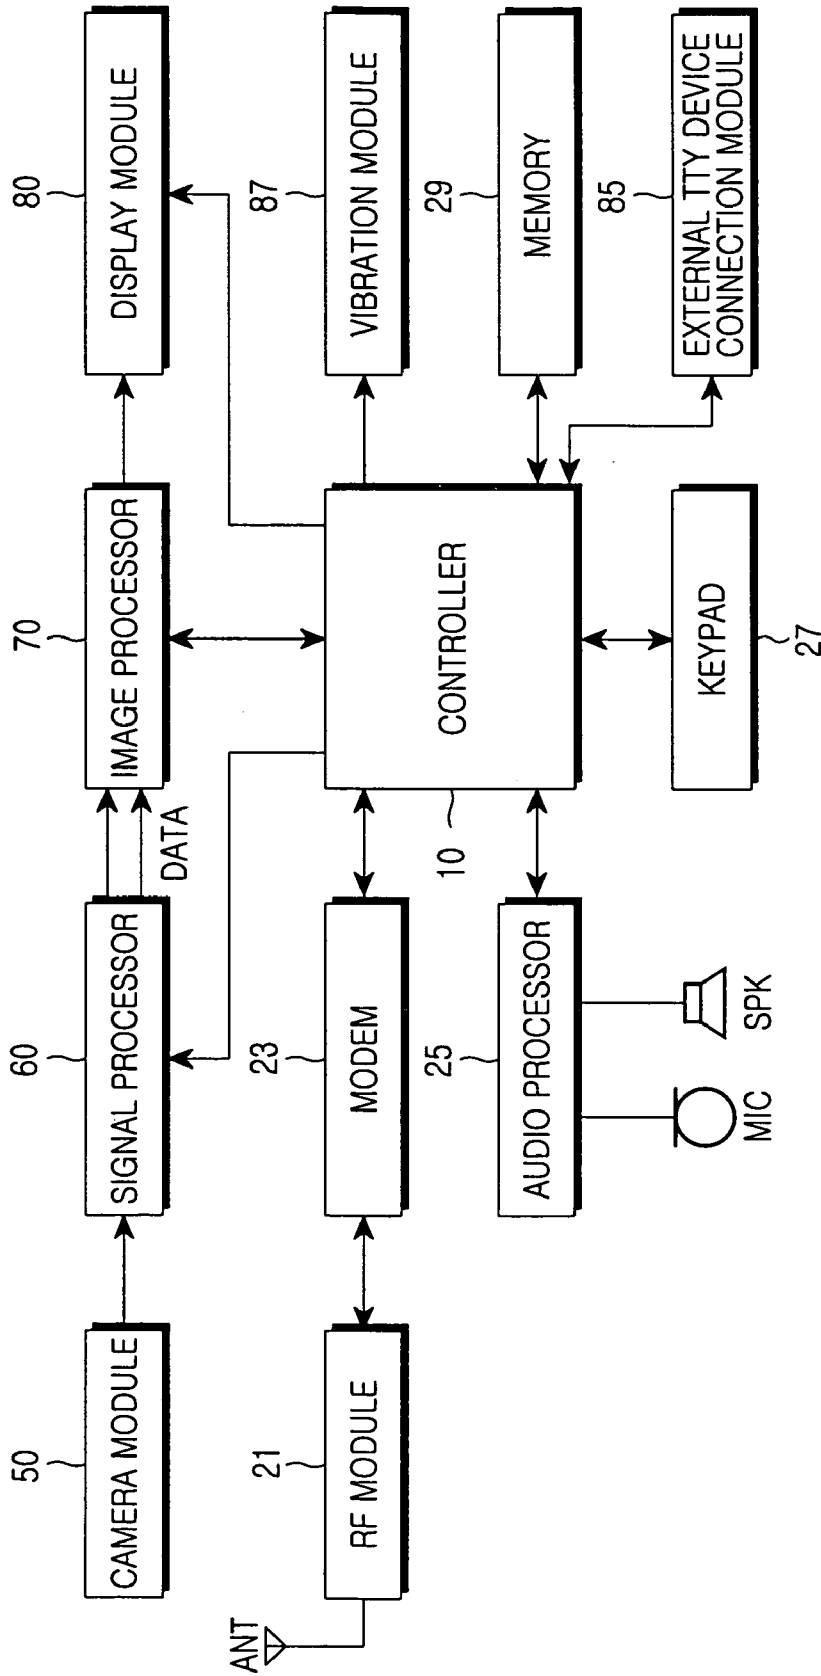 50
CAMERA MODULE
60
SIGNAL PROCESSOR
DATA
70
IMAGE PROCESSOR
80
DISPLAY MODULE
ANT
21
RF MODULE
23
MODEM
10
CONTROLLER
87
VIBRATION MODULE
25
AUDIO PROCESSOR
29
MEMORY
MIC
SPK
KEYPAD
27
85
EXTERNAL TTY DEVICE
CONNECTION MODULE